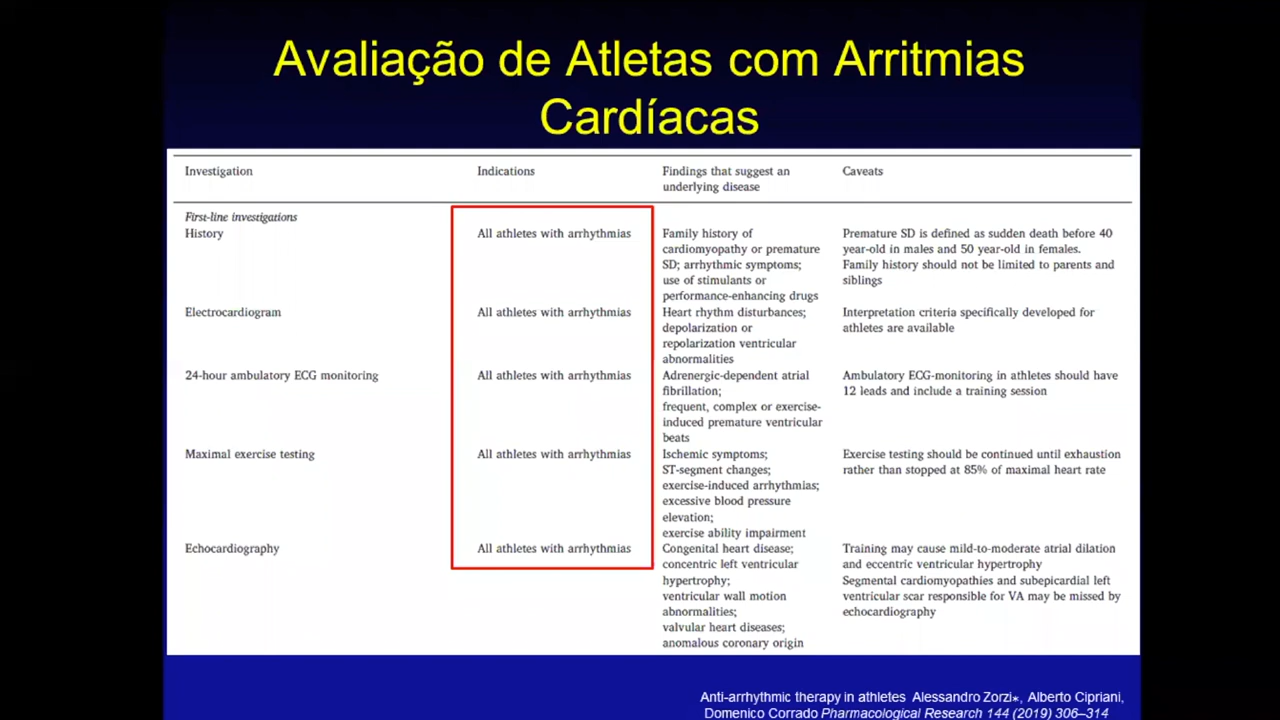 Avaliação de Atletas com Arritmias
Cardíacas
Investigation Indications Findings that suggest an Caveats
underlying disease
First-line investigations
History All athletes with arrhythmias Family history of Premature SD is defined as sudden death before 40
cardiomyopathy or premature year-old in males and 50 year-old in females.
SD; arrhythmic symptoms; Family history should not be limited to parents and
use of stimulants or siblings
performance-enhancing drugs
Electrocardiogram All athletes with arrhythmias Heart rhythm disturbances; Interpretation criteria specifically developed for
depolarization or athletes are available
repolarization ventricular
abnormalities
24-hour ambulatory ECG monitoring All athletes with arrhythmias Adrenergic-dependent atrial Ambulatory ECG-monitoring in athletes should have
fibrillation; 12 leads and include a training session
frequent, complex or exercise-
induced premature ventricular
beats
Maximal exercise testing All athletes with arrhythmias Ischemic symptoms; Exercise testing should be continued until exhaustion
ST-segment changes; rather than stopped at 85% of maximal heart rate
exercise-induced arrhythmias;
excessive blood pressure
elevation;
exercise ability impairment
Echocardiography All athletes with arrhythmias Congenital heart disease; Training may cause mild-to-moderate atrial dilation
concentric left ventricular and eccentric ventricular hypertrophy
hypertrophy; Segmental cardiomyopathies and subepicardial left
ventricular wall motion ventricular scar responsible for VA may be missed by
abnormalities; echocardiography
valvular heart diseases;
anomalous coronary origin
Anti-arrhythmic therapy in athletes Alessandro Zorzi⁎, Alberto Cipriani,
Domenico Corrado Pharmacological Research 144 (2019) 306–314